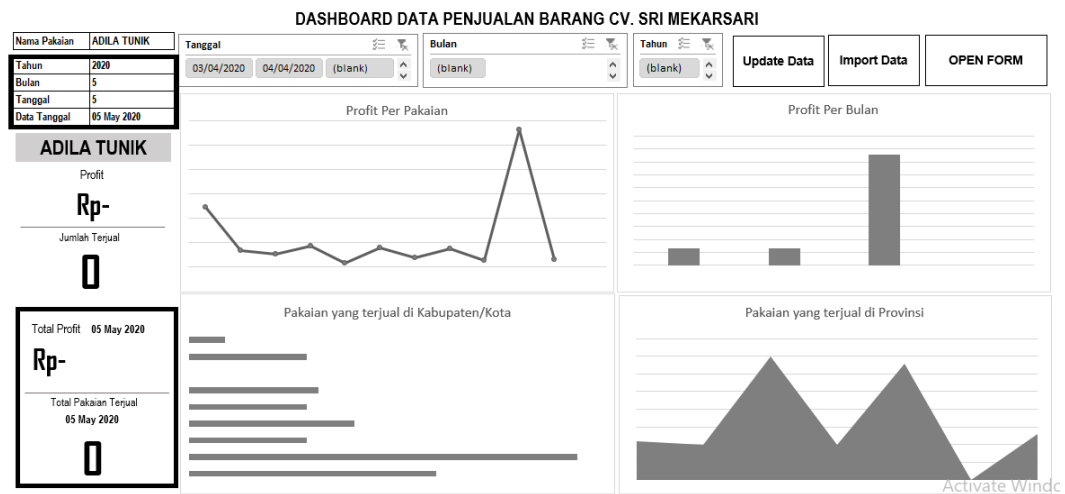 DASHBOARD DATA PENJUALAN BARANG CV. SRI MEKARSARI
Nama Pakaian ADILA TUNIK
Tahun 2020
Bulan 5
Tanggal 5
Data Tanggal 05 May 2020
Tanggal
03/04/2020 04/04/2020 (blank)
Bulan
(blank)
Tahun
(blank)
Update Data
Import Data
OPEN FORM
ADILA TUNIK
Profit
Rp-
Jumlah Terjual
0
Total Profit 05 May 2020
Rp-
Total Pakaian Terjual
05 May 2020
0
Profit Per Pakaian
Profit Per Bulan
Pakaian yang terjual di Kabupaten/Kota
Pakaian yang terjual di Provinsi
Activate Windc